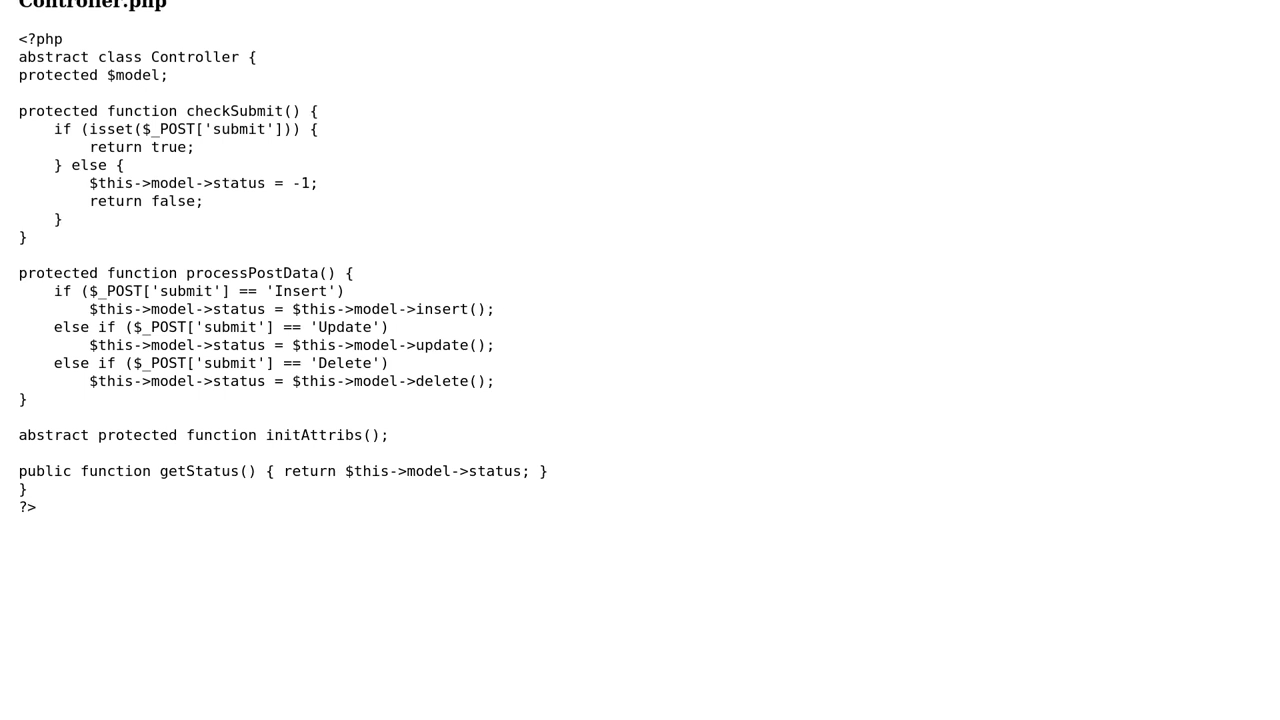 Controller.php
<?php
abstract class Controller {
protected $model;

protected function checkSubmit() {
    if (isset($_POST['submit'])) {
        return true;
    } else {
        $this->model->status = -1;
        return false;
    }
}

protected function processPostData() {
    if ($_POST['submit'] == 'Insert')
        $this->model->status = $this->model->insert();
    else if ($_POST['submit'] == 'Update')
        $this->model->status = $this->model->update();
    else if ($_POST['submit'] == 'Delete')
        $this->model->status = $this->model->delete();
}

abstract protected function initAttribs();

public function getStatus() { return $this->model->status; }
}
?>